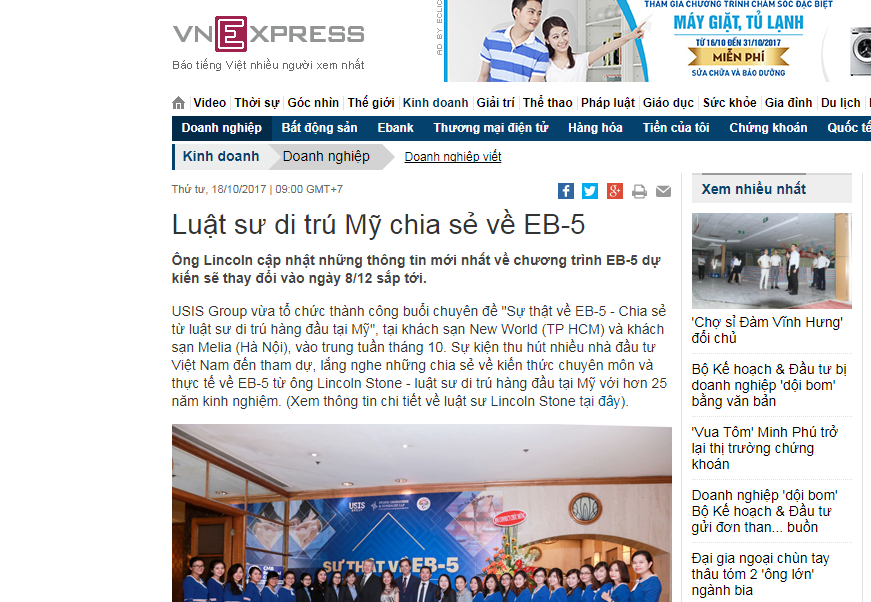 VNEXPRESS
Báo tiếng Việt nhiều người xem nhất
AD BY ECLIC
THAM GIA CHƯƠNG TRÌNH CHĂM SÓC ĐẶC BIỆT
MÁY GIẶT, TỦ LẠNH
TỪ 16/10 ĐẾN 31/10/2017
MIỄN PHÍ
SỬA CHỮA VÀ BẢO DƯỠNG
Video Thời sự Góc nhìn Thế giới Kinh doanh Giải trí Thể thao Pháp luật Giáo dục Sức khỏe Gia đình Du lịch
Doanh nghiệp Bất động sản Ebank Thương mại điện tử Hàng hóa Tiền của tôi Chứng khoán Quốc tế
Kinh doanh Doanh nghiệp Doanh nghiệp viết
Thứ tư, 18/10/2017 | 09:00 GMT+7
Luật sư di trú Mỹ chia sẻ về EB-5
Ông Lincoln cập nhật những thông tin mới nhất về chương trình EB-5 dự
kiến sẽ thay đổi vào ngày 8/12 sắp tới.
USIS Group vừa tổ chức thành công buổi chuyên đề "Sự thật về EB-5 - Chia sẻ
từ luật sư di trú hàng đầu tại Mỹ", tại khách sạn New World (TP HCM) và khách
sạn Melia (Hà Nội), vào trung tuần tháng 10. Sự kiện thu hút nhiều nhà đầu tư
Việt Nam đến tham dự, lắng nghe những chia sẻ về kiến thức chuyên môn và
thực tế về EB-5 từ ông Lincoln Stone - luật sư di trú hàng đầu tại Mỹ với hơn 25
năm kinh nghiệm. (Xem thông tin chi tiết về luật sư Lincoln Stone tại đây).
USIS
GROUP
SỰ THẬT VỀ EB-5
Xem nhiều nhất
'Chợ sỉ Đàm Vĩnh Hưng'
đổi chủ
Bộ Kế hoạch & Đầu tư bị
doanh nghiệp 'dội bom'
bằng văn bản
'Vua Tôm' Minh Phú trở
lại thị trường chứng
khoán
Doanh nghiệp 'dội bom'
Bộ Kế hoạch & Đầu tư
gửi đơn than... buồn
Đại gia ngoại chùn tay
thâu tóm 2 'ông lớn'
ngành bia